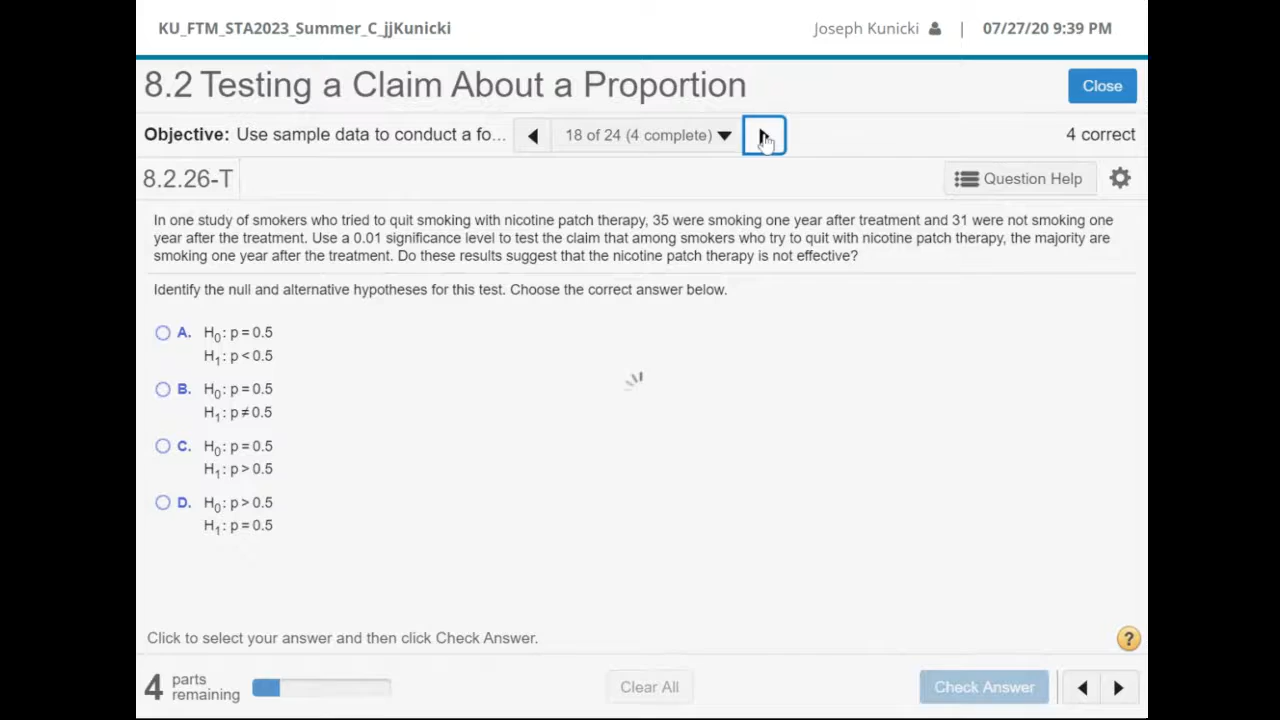 KU_FTM_STA2023_Summer_C_jjKunicki
Joseph Kunicki | 07/27/20 9:39 PM
8.2 Testing a Claim About a Proportion
Close
Objective: Use sample data to conduct a fo...
18 of 24 (4 complete)
4 correct
8.2.26-T
Question Help
In one study of smokers who tried to quit smoking with nicotine patch therapy, 35 were smoking one year after treatment and 31 were not smoking one
year after the treatment. Use a 0.01 significance level to test the claim that among smokers who try to quit with nicotine patch therapy, the majority are
smoking one year after the treatment. Do these results suggest that the nicotine patch therapy is not effective?
Identify the null and alternative hypotheses for this test. Choose the correct answer below.
A. H₀: p = 0.5
H₁: p < 0.5
B. H₀: p = 0.5
H₁: p ≠ 0.5
C. H₀: p = 0.5
H₁: p > 0.5
D. H₀: p > 0.5
H₁: p = 0.5
Click to select your answer and then click Check Answer.
?
4 parts
remaining
Clear All
Check Answer